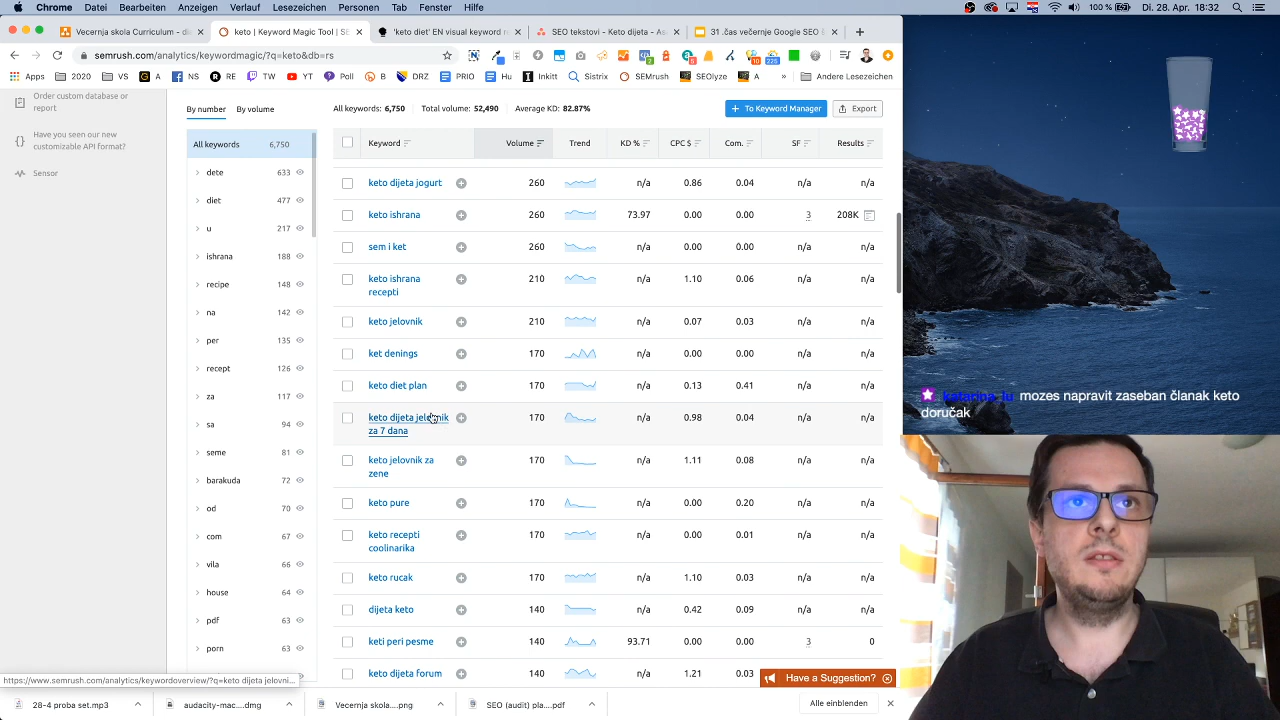 Chrome Datei Bearbeiten Anzeigen Verlauf Lesezeichen Personen Tab Fenster Hilfe 100 % Di. 28. Apr. 18:32
Vecernja skola Curriculum - d keto | Keyword Magic Tool | SE 'keto diet' EN visual keyword r SEO tekstovi - Keto dijeta - As 31 .čas večernje Google SEO š
semrush.com/analytics/keywordmagic/?q=keto&db=rs
Apps 2020 VS A NS RE TW YT Poll B DRZ PRIO Hu Inkitt Sistrix SEMrush SEOlyze A » Andere Lesezeichen
Order custom database or
report
Have you seen our new
customizable API format?
Sensor
By number By volume
All keywords 6,750
dete 633
diet 477
u 217
ishrana 188
recipe 148
na 142
per 135
recept 126
za 117
sa 94
seme 81
barakuda 72
od 70
com 67
vila 66
house 64
pdf 63
porn 63
All keywords: 6,750 Total volume: 52,490 Average KD: 82.87% + To Keyword Manager Export
Keyword Volume Trend KD % CPC $ Com. SF Results
keto dijeta jogurt 260 n/a 0.86 0.04 n/a n/a
keto ishrana 260 73.97 0.00 0.00 3 208K
sem i ket 260 n/a 0.00 0.00 n/a n/a
keto ishrana 210 n/a 1.10 0.06 n/a n/a
recepti
keto jelovnik 210 n/a 0.07 0.03 n/a n/a
ket denings 170 n/a 0.00 0.00 n/a n/a
keto diet plan 170 n/a 0.13 0.41 n/a n/a
keto dijeta jelovnik 170 n/a 0.98 0.04 n/a n/a
za 7 dana
keto jelovnik za 170 n/a 1.11 0.08 n/a n/a
zene
keto pure 170 n/a 0.00 0.20 n/a n/a
keto recepti 170 n/a 0.00 0.01 n/a n/a
coolinarika
keto rucak 170 n/a 1.10 0.03 n/a n/a
dijeta keto 140 n/a 0.42 0.09 n/a n/a
keti peri pesme 140 93.71 0.00 0.00 3 0
keto dijeta forum 140 n/a 1.21 0.03 n/a n/a
Have a Suggestion?
https://www.semrush.com/analytics/keywordoverview/?q=keto dijeta jelovni...
28-4 proba set.mp3 audacity-mac....dmg Vecernja skola....png SEO (audit) pla....pdf Alle einblenden
katarina_lu mozes napravit zaseban članak keto
doručak